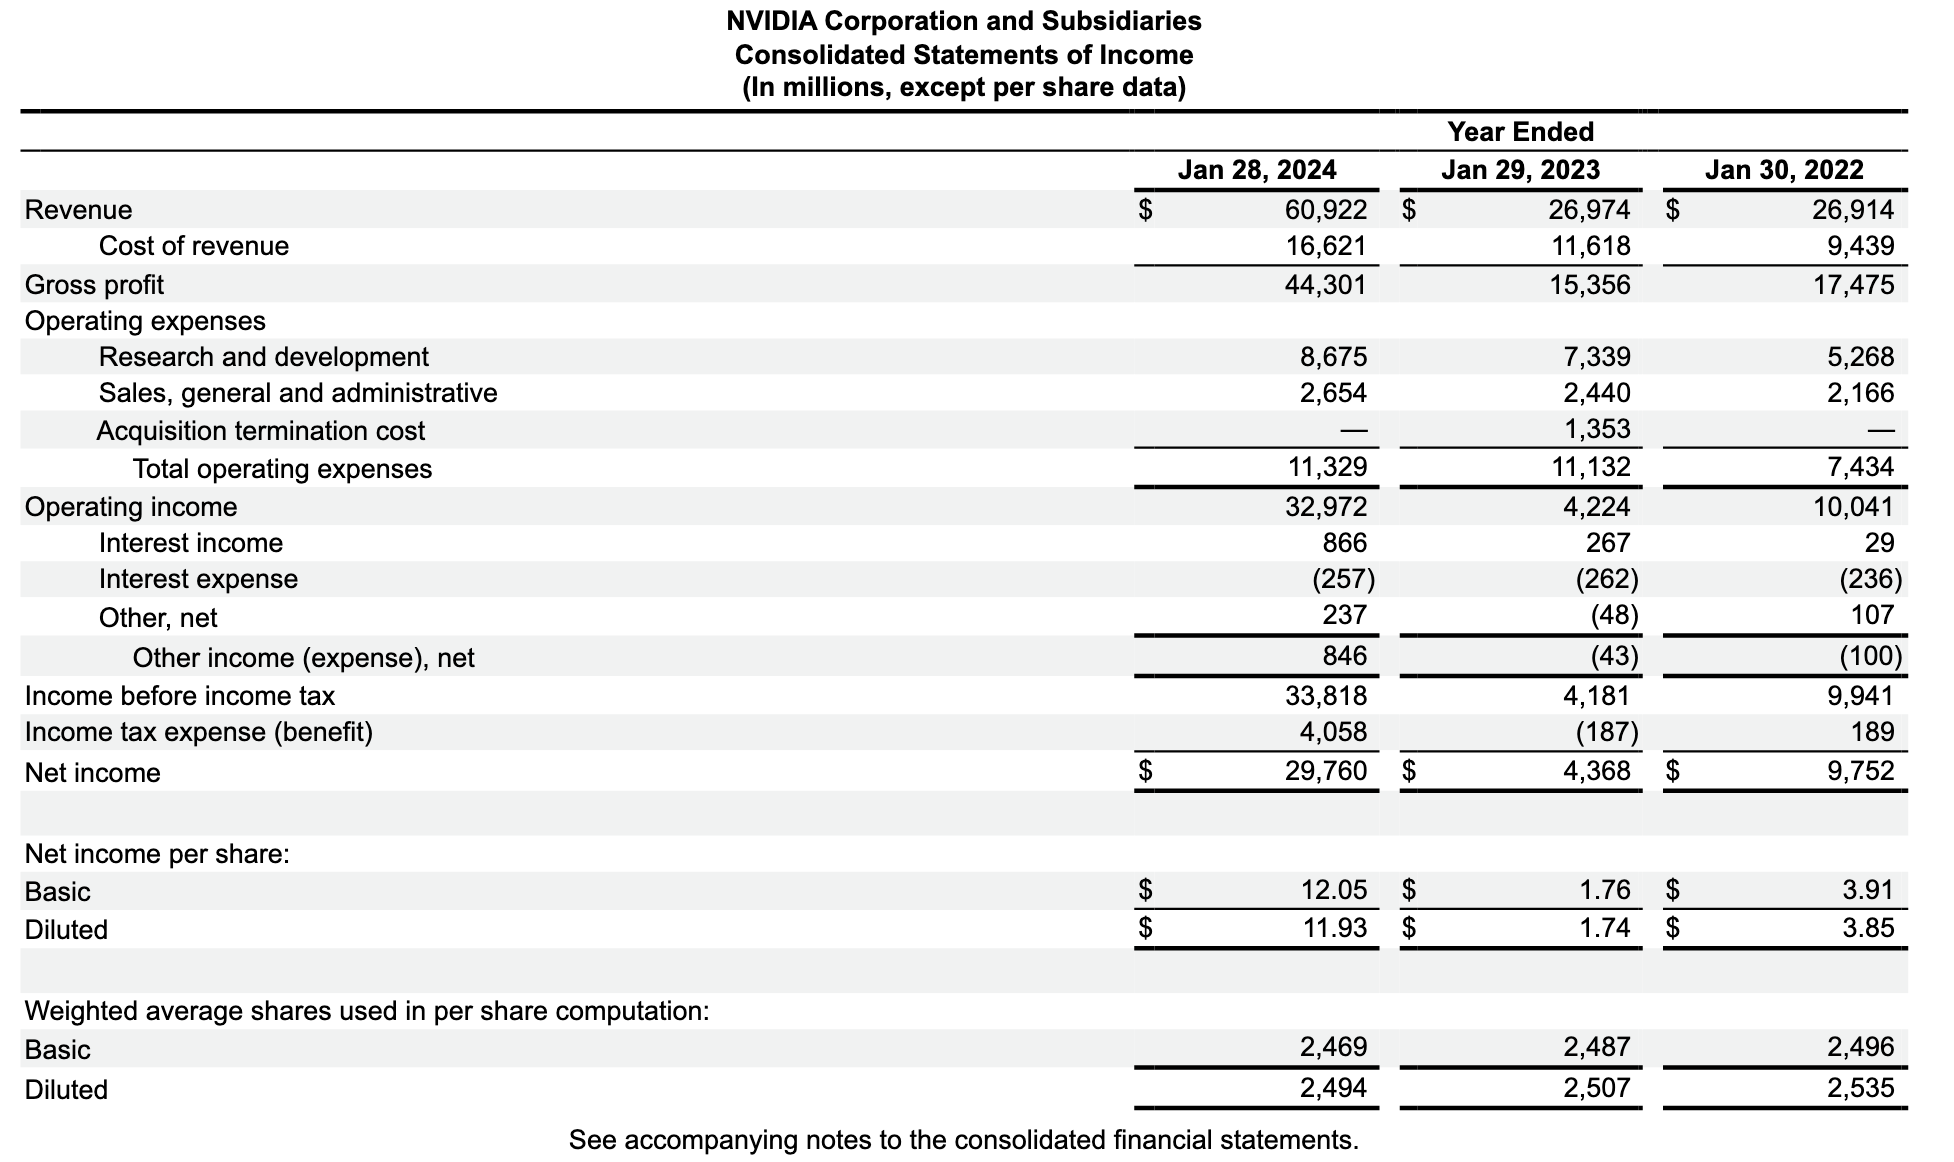 NVIDIA Corporation and Subsidiaries
Consolidated Statements of Income
(In millions, except per share data)
Year Ended
Jan 28, 2024 Jan 29, 2023 Jan 30, 2022
Revenue $ 60,922 $ 26,974 $ 26,914
Cost of revenue 16,621 11,618 9,439
Gross profit 44,301 15,356 17,475
Operating expenses
Research and development 8,675 7,339 5,268
Sales, general and administrative 2,654 2,440 2,166
Acquisition termination cost — 1,353 —
Total operating expenses 11,329 11,132 7,434
Operating income 32,972 4,224 10,041
Interest income 866 267 29
Interest expense (257) (262) (236)
Other, net 237 (48) 107
Other income (expense), net 846 (43) (100)
Income before income tax 33,818 4,181 9,941
Income tax expense (benefit) 4,058 (187) 189
Net income $ 29,760 $ 4,368 $ 9,752
Net income per share:
Basic $ 12.05 $ 1.76 $ 3.91
Diluted $ 11.93 $ 1.74 $ 3.85
Weighted average shares used in per share computation:
Basic 2,469 2,487 2,496
Diluted 2,494 2,507 2,535
See accompanying notes to the consolidated financial statements.